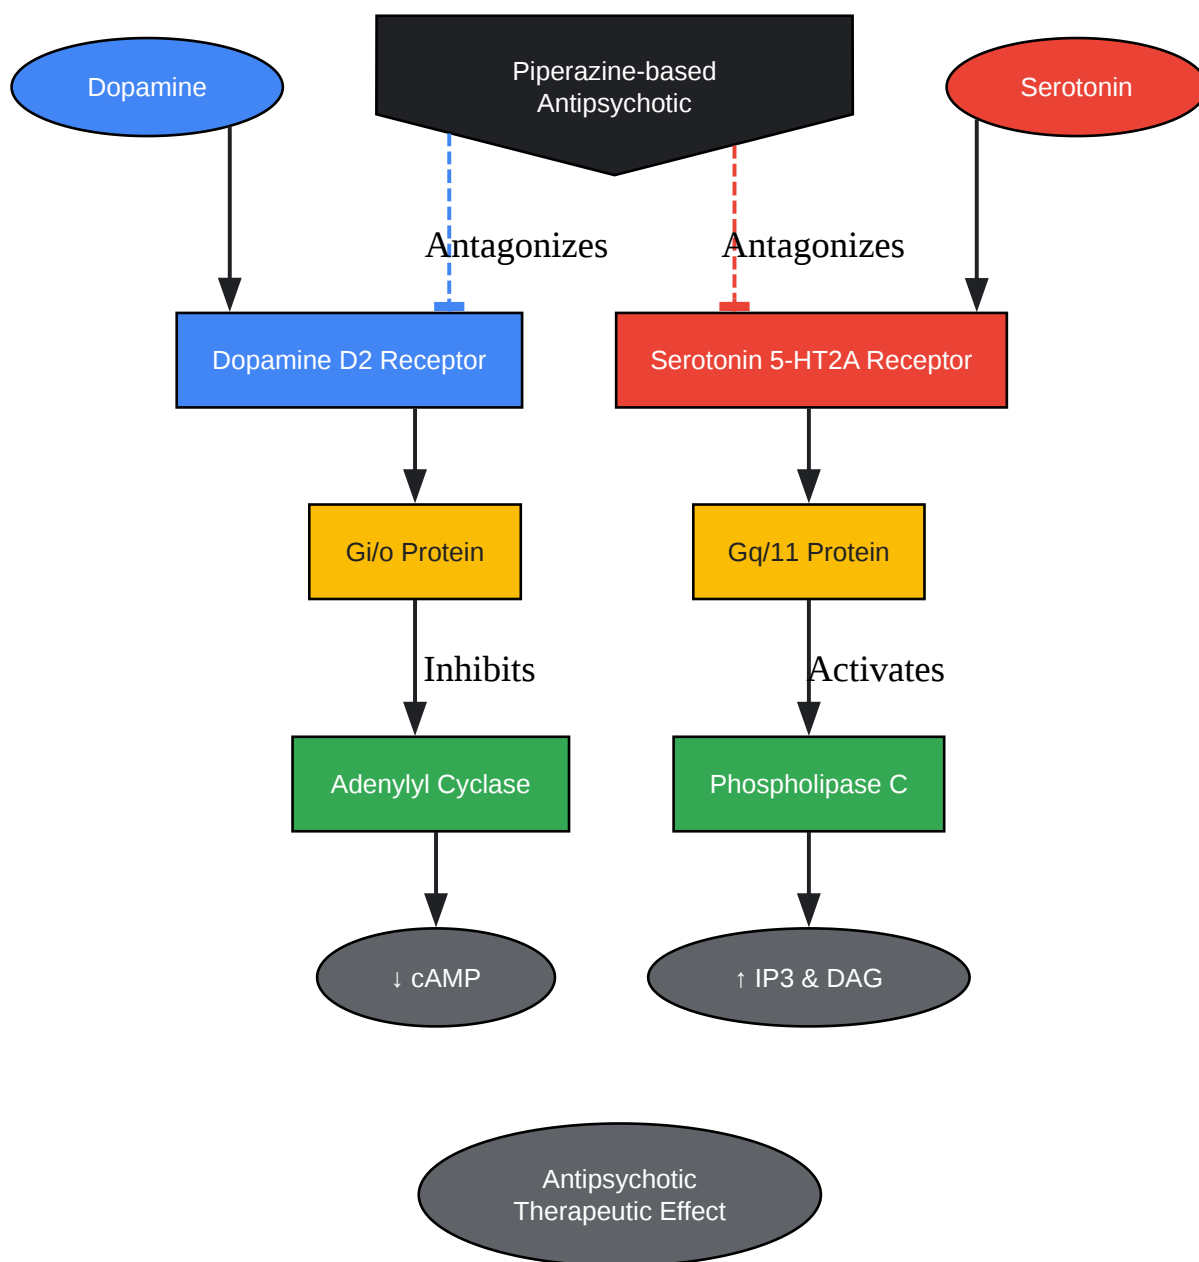 Dopamine
Piperazine-based
Antipsychotic
Serotonin
Antagonizes
Antagonizes
Dopamine D2 Receptor
Serotonin 5-HT2A Receptor
Gi/o Protein
Gq/11 Protein
Inhibits
Activates
Adenylyl Cyclase
Phospholipase C
↓ cAMP
↑ IP3 & DAG
Antipsychotic
Therapeutic Effect